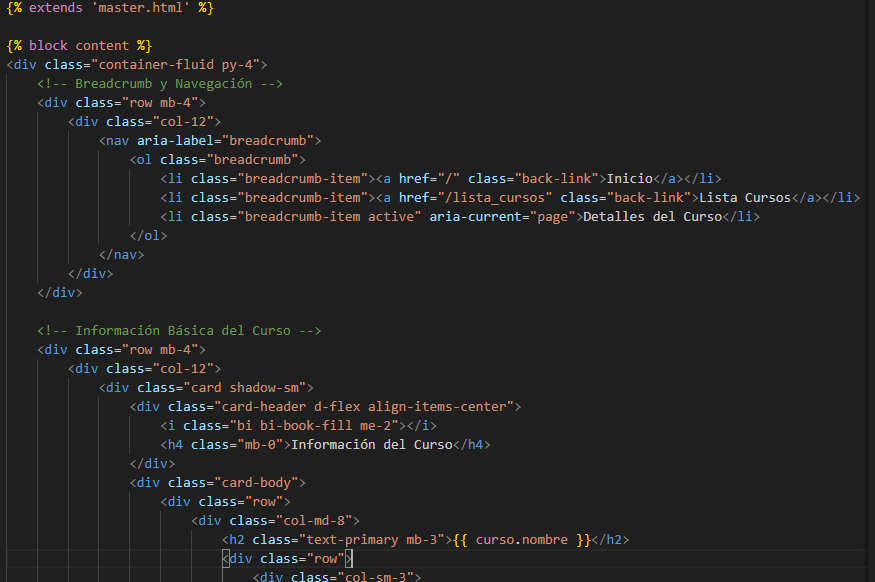 {% extends 'master.html' %}
{% block content %}
<div class="container-fluid py-4">
<!-- Breadcrumb y Navegación -->
<div class="row mb-4">
<div class="col-12">
<nav aria-label="breadcrumb">
<ol class="breadcrumb">
<li class="breadcrumb-item"><a href="/" class="back-link">Inicio</a></li>
<li class="breadcrumb-item"><a href="/lista_cursos" class="back-link">Lista Cursos</a></li>
<li class="breadcrumb-item active" aria-current="page">Detalles del Curso</li>
</ol>
</nav>
</div>
</div>
<!-- Información Básica del Curso -->
<div class="row mb-4">
<div class="col-12">
<div class="card shadow-sm">
<div class="card-header d-flex align-items-center">
<i class="bi bi-book-fill me-2"></i>
<h4 class="mb-0">Información del Curso</h4>
</div>
<div class="card-body">
<div class="row">
<div class="col-md-8">
<h2 class="text-primary mb-3">{{ curso.nombre }}</h2>
<div class="row">
<div class="col-sm-3">